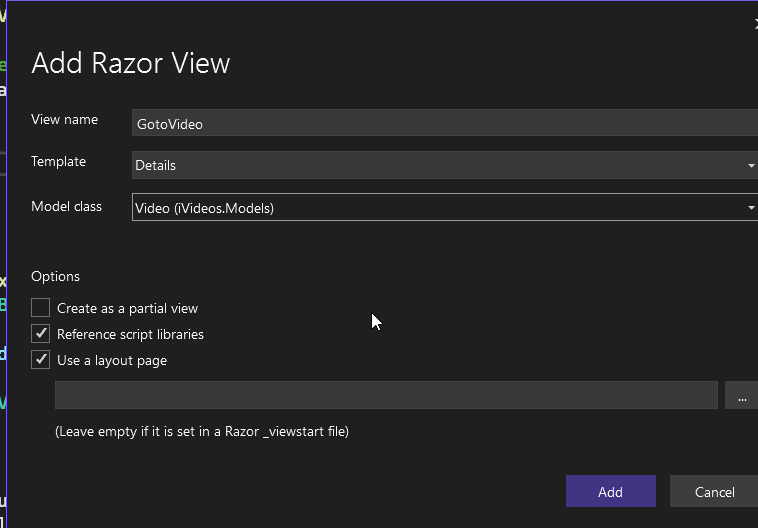 Add Razor View
View name
GotoVideo
Template
Details
Model class
Video (iVideos.Models)
Options
Create as a partial view
Reference script libraries
Use a layout page
...
(Leave empty if it is set in a Razor _viewstart file)
Add
Cancel